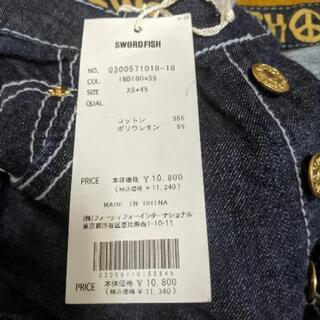 SWORDFISH
NO. 0300571018-18
COL. INDIGO*55
SIZE XS*45
QUAL.
コットン 95%
ポリウレタン 5%
PRICE 本体価格 ¥10,800
(税込価格 ¥11,340)
MADE IN CHINA
(株)フォーティフォーインターナショナル
東京都渋谷区恵比寿西1-10-11
PRICE 本体価格 ¥10,800
(税込価格 ¥11,340)